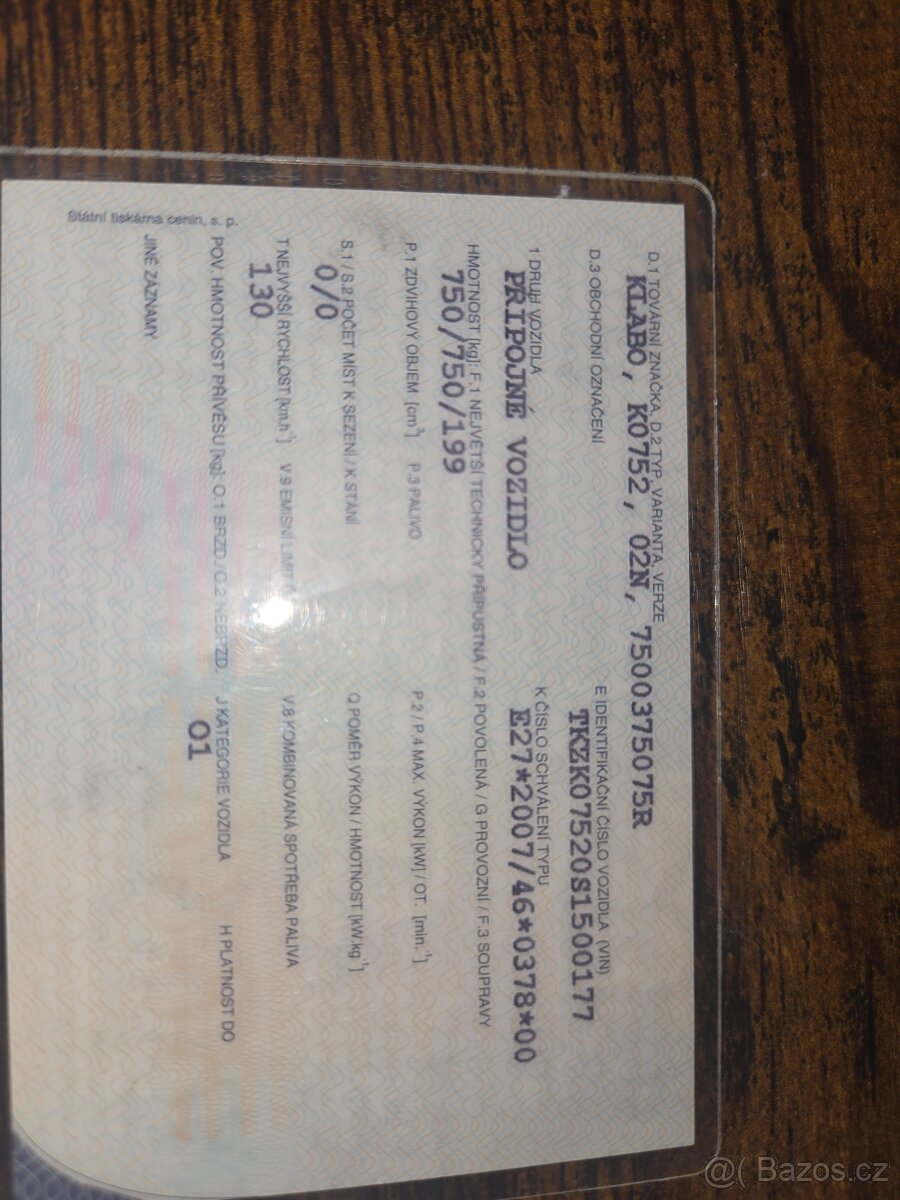 D.1 TOVÁRNÍ ZNAČKA, D.2 TYP, VARIANTA, VERZE
KLABO, K0752, 02N, 7500375075R
D.3 OBCHODNÍ OZNAČENÍ
E IDENTIFIKAČNÍ ČÍSLO VOZIDLA (VIN)
TKZK07520S1500177
1 DRUH VOZIDLA
K ČÍSLO SCHVÁLENÍ TYPU
PŘÍPOJNÉ VOZIDLO
E27*2007/46*0378*00
HMOTNOST [kg]: F.1 NEJVĚTŠÍ TECHNICKY PŘÍPUSTNÁ / F.2 POVOLENÁ / G PROVOZNÍ / F.3 SOUPRAVY
750/750/199
P.1 ZDVIHOVÝ OBJEM [cm³] P.3 PALIVO
P.2 / P.4 MAX. VÝKON [kW] / OT. [min.⁻¹]
S.1 / S.2 POČET MÍST K SEZENÍ / K STÁNÍ
Q POMĚR VÝKON / HMOTNOST [kW.kg⁻¹]
0/0
T NEJVYŠŠÍ RYCHLOST [km.h⁻¹] V.9 EMISNÍ
V.8 KOMBINOVANÁ SPOTŘEBA PALIVA
130
POV. HMOTNOST PŘÍVĚSU [kg]: O.1 BRZD./O.2 NEBRZD.
J KATEGORIE VOZIDLA
H PLATNOST DO
O1
JINÉ ZÁZNAMY
Státní tiskárna cenin, s. p.
@( Bazos.cz